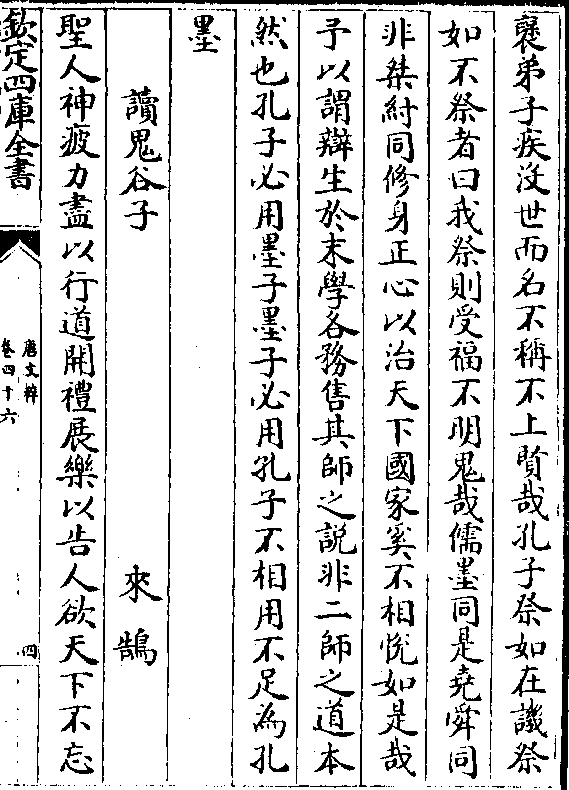 襃弟子疾沒世而名不稱不上賢哉孔子祭如在譏祭
如不祭者曰我祭則受福不明鬼哉儒墨同是堯舜同
非桀紂同修身正心以治天下國家奚不相悅如是哉
予以謂辯生於末學各務售其師之説非二師之道本
然也孔子必用墨子墨子必用孔子不相用不足為孔
墨
讀鬼谷子 來鵠
聖人神疲力盡以行道開禮展樂以告人欲天下不忘
欽定四庫全書
唐文粹
卷四十六
四